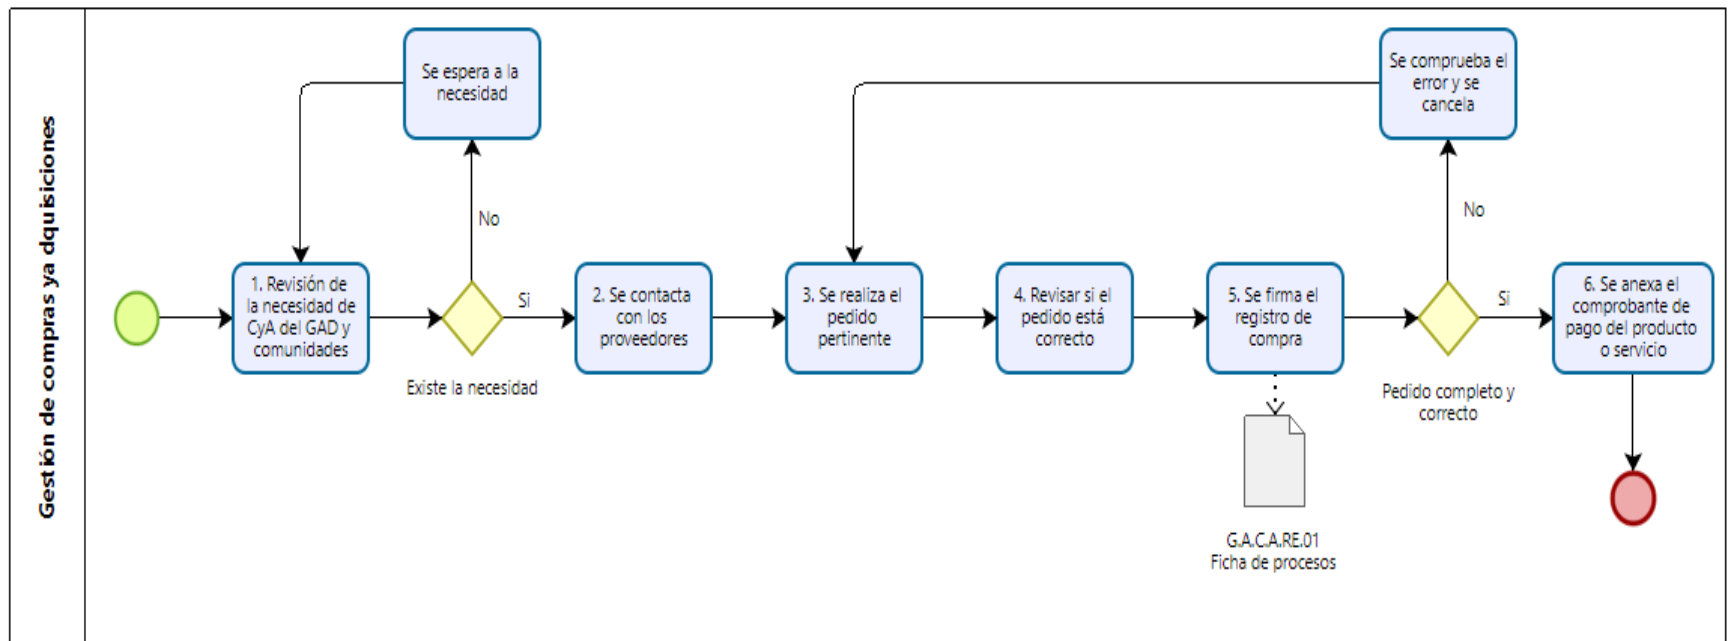 Gestión de compras ya dquisiciones
Se espera a la
necesidad
No
1. Revisión de
la necesidad de
CyA del GAD y
comunidades
Existe la necesidad
Si
2. Se contacta
con los
proveedores
3. Se realiza el
pedido
pertinente
4. Revisar si el
pedido está
correcto
5. Se firma el
registro de
compra
G.A.C.A.RE.01
Ficha de procesos
Se comprueba el
error y se
cancela
No
Pedido completo y
correcto
Si
6. Se anexa el
comprobante de
pago del producto
o servicio